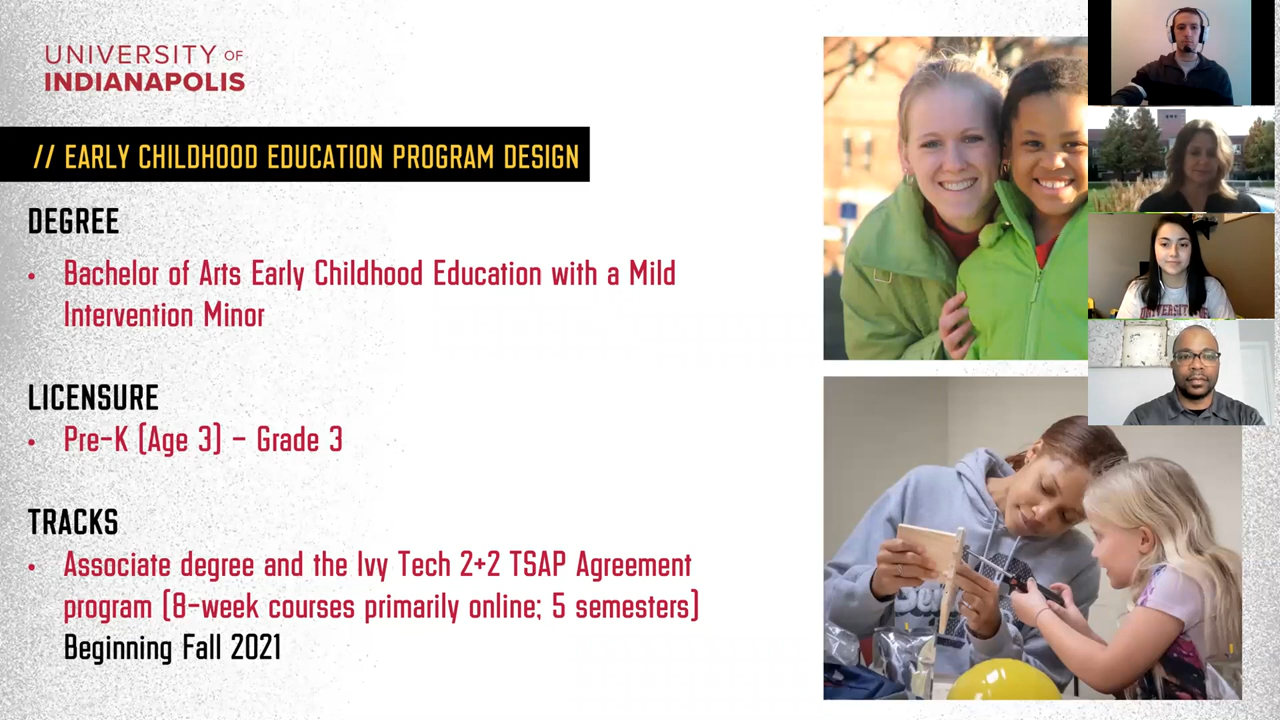 UNIVERSITY OF
INDIANAPOLIS
// EARLY CHILDHOOD EDUCATION PROGRAM DESIGN
DEGREE
• Bachelor of Arts Early Childhood Education with a Mild
Intervention Minor
LICENSURE
• Pre-K (Age 3) - Grade 3
TRACKS
• Associate degree and the Ivy Tech 2+2 TSAP Agreement
program (8-week courses primarily online; 5 semesters)
Beginning Fall 2021